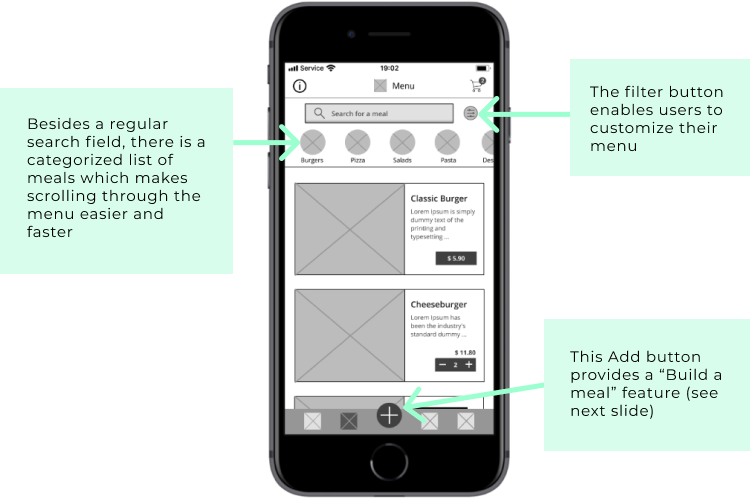 Besides a regular
search field, there is a
categorized list of
meals which makes
scrolling through the
menu easier and
faster
Service
19:02
i
Menu
2
Search for a meal
Burgers
Pizza
Salads
Pasta
Des
Classic Burger
Lorem Ipsum is simply
dummy text of the
printing and
typesetting ...
$ 5.90
Cheeseburger
Lorem Ipsum has
been the industry's
standard dummy ...
$ 11.80
− 2 +
The filter button
enables users to
customize their
menu
This Add button
provides a “Build a
meal” feature (see
next slide)